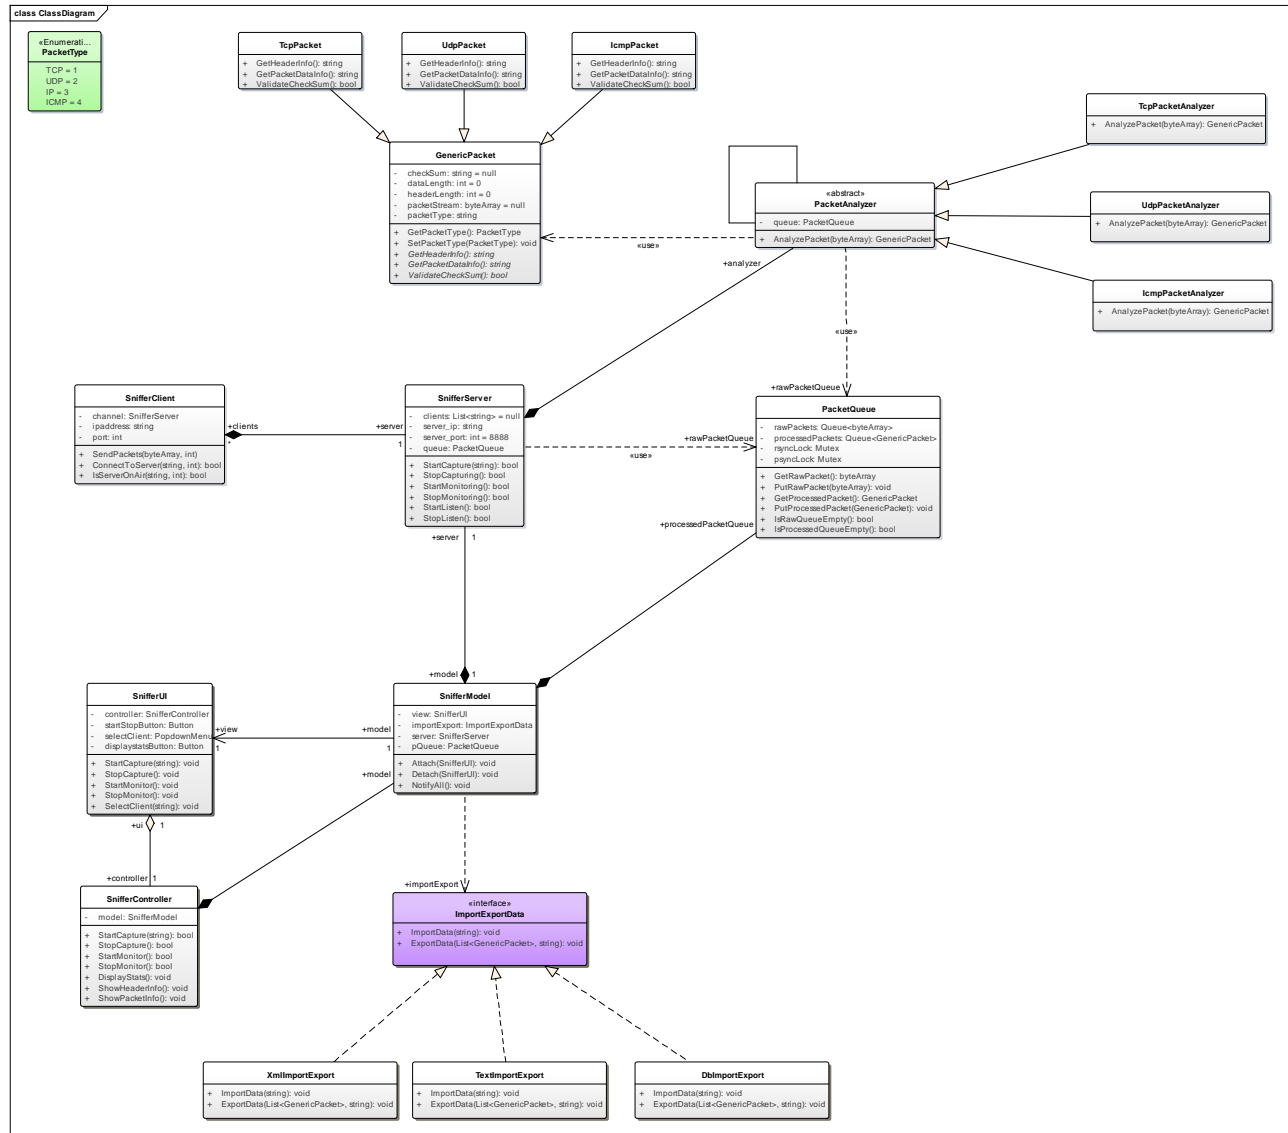 class ClassDiagram
«Enumerati...
PacketType
TCP = 1
UDP = 2
IP = 3
ICMP = 4
TcpPacket
+ GetHeaderInfo(): string
+ GetPacketDataInfo(): string
+ ValidateCheckSum(): bool
UdpPacket
+ GetHeaderInfo(): string
+ GetPacketDataInfo(): string
+ ValidateCheckSum(): bool
IcmpPacket
+ GetHeaderInfo(): string
+ GetPacketDataInfo(): string
+ ValidateCheckSum(): bool
GenericPacket
- checkSum: string = null
- dataLength: int = 0
- headerLength: int = 0
- packetStream: byteArray = null
- packetType: string
+ GetPacketType(): PacketType
+ SetPacketType(PacketType): void
+ GetHeaderInfo(): string
+ GetPacketDataInfo(): string
+ ValidateCheckSum(): bool
«abstract»
PacketAnalyzer
- queue: PacketQueue
+ AnalyzePacket(byteArray): GenericPacket
TcpPacketAnalyzer
+ AnalyzePacket(byteArray): GenericPacket
UdpPacketAnalyzer
+ AnalyzePacket(byteArray): GenericPacket
IcmpPacketAnalyzer
+ AnalyzePacket(byteArray): GenericPacket
«use»
+analyzer
«use»
+rawPacketQueue
SnifferClient
- channel: SnifferServer
- ipaddress: string
- port: int
+ SendPackets(byteArray, int)
+ ConnectToServer(string, int): bool
+ IsServerOnAir(string, int): bool
+clients
*
+server
1
SnifferServer
- clients: List<string> = null
- server_ip: string
- server_port: int = 8888
- queue: PacketQueue
+ StartCapture(string): bool
+ StopCapturing(): bool
+ StartMonitoring(): bool
+ StopMonitoring(): bool
+ StartListen(): bool
+ StopListen(): bool
+rawPacketQueue
«use»
PacketQueue
- rawPackets: Queue<byteArray>
- processedPackets: Queue<GenericPacket>
- rsyncLock: Mutex
- psyncLock: Mutex
+ GetRawPacket(): byteArray
+ PutRawPacket(byteArray): void
+ GetProcessedPacket(): GenericPacket
+ PutProcessedPacket(GenericPacket): void
+ IsRawQueueEmpty(): bool
+ IsProcessedQueueEmpty(): bool
+processedPacketQueue
+server 1
+model 1
SnifferUI
- controller: SnifferController
- startStopButton: Button
- selectClient: PopdownMenu
- displaystatsButton: Button
+ StartCapture(string): void
+ StopCapture(): void
+ StartMonitor(): void
+ StopMonitor(): void
+ SelectClient(string): void
+view
1
+model
1
+model
SnifferModel
- view: SnifferUI
- importExport: ImportExportData
- server: SnifferServer
- pQueue: PacketQueue
+ Attach(SnifferUI): void
+ Detach(SnifferUI): void
+ NotifyAll(): void
+ui 1
+controller 1
SnifferController
- model: SnifferModel
+ StartCapture(string): bool
+ StopCapture(): bool
+ StartMonitor(): bool
+ StopMonitor(): bool
+ DisplayStats(): void
+ ShowHeaderInfo(): void
+ ShowPacketInfo(): void
+importExport
«interface»
ImportExportData
+ ImportData(string): void
+ ExportData(List<GenericPacket>, string): void
XmlImportExport
+ ImportData(string): void
+ ExportData(List<GenericPacket>, string): void
TextImportExport
+ ImportData(string): void
+ ExportData(List<GenericPacket>, string): void
DbImportExport
+ ImportData(string): void
+ ExportData(List<GenericPacket>, string): void